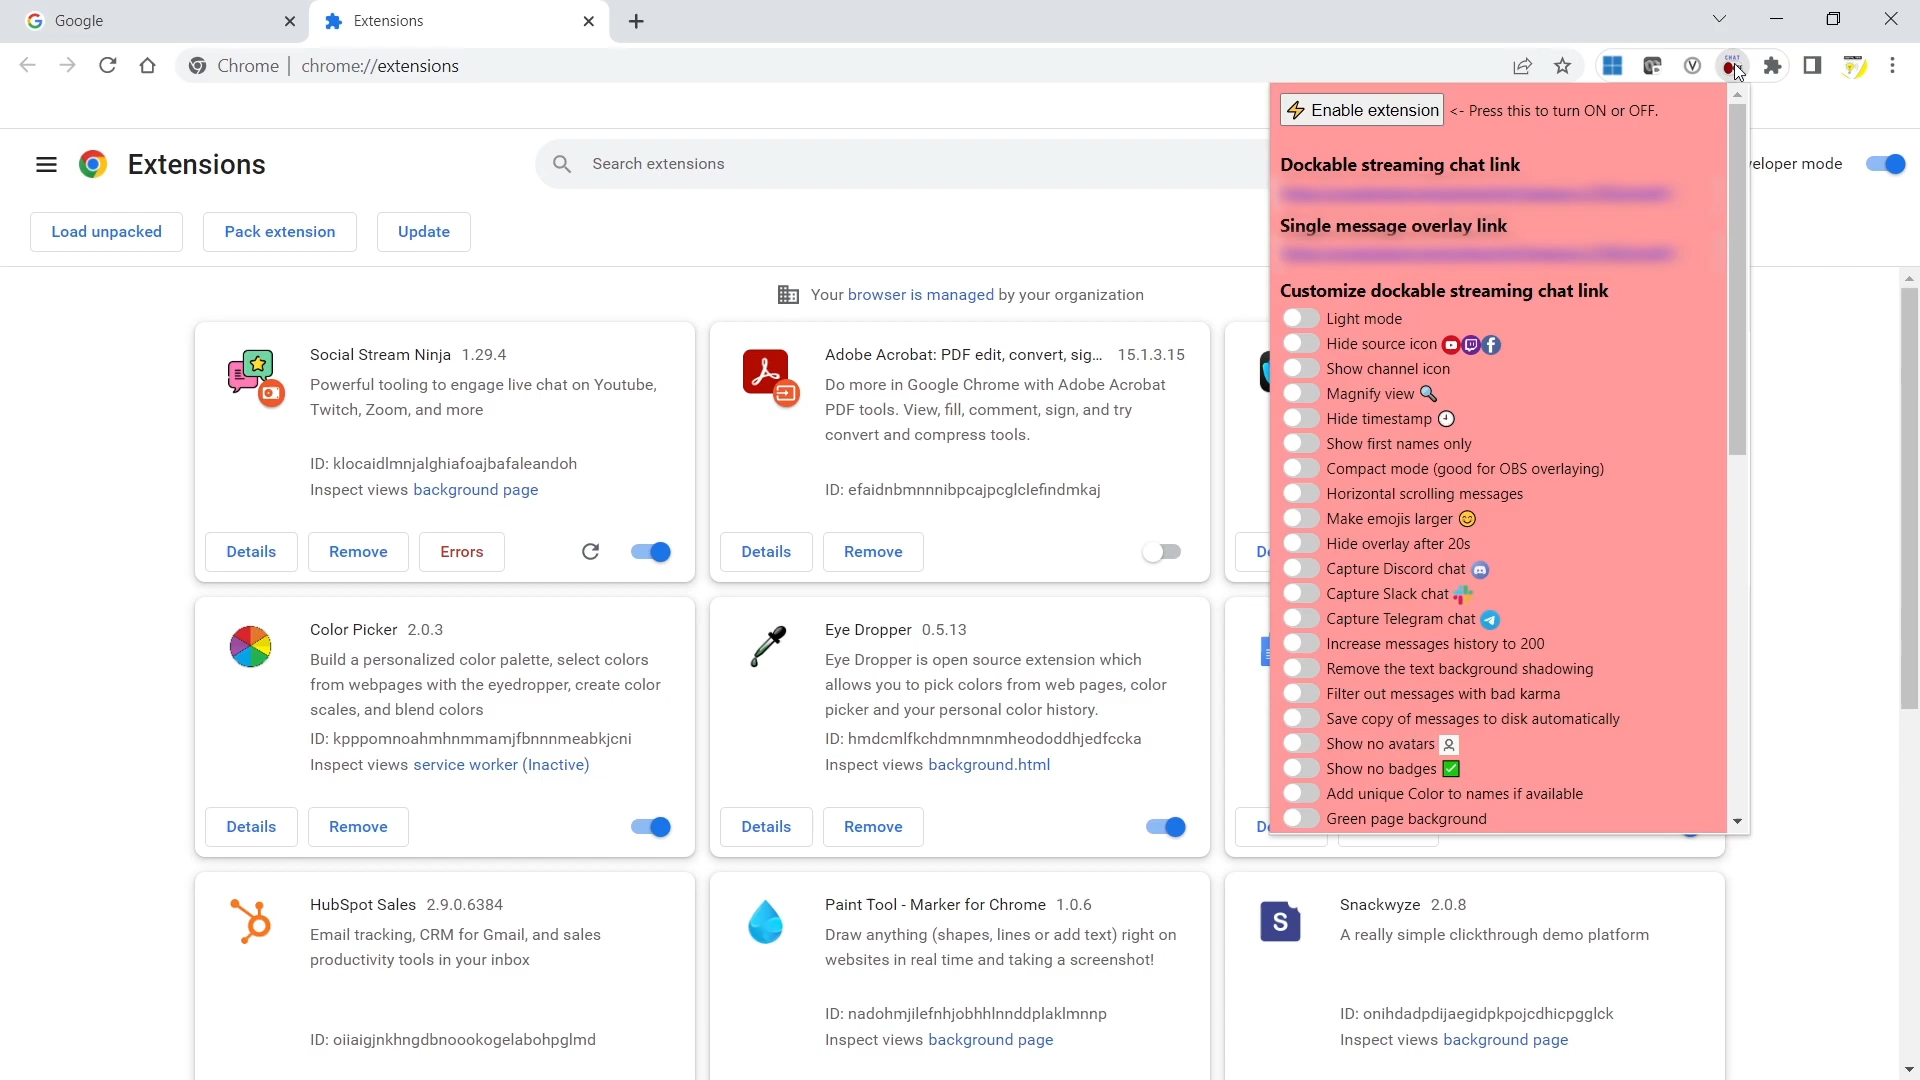 Google
Extensions
Chrome | chrome://extensions
Extensions
Search extensions
veloper mode
Load unpacked
Pack extension
Update
Your browser is managed by your organization
Social Stream Ninja 1.29.4
Powerful tooling to engage live chat on Youtube,
Twitch, Zoom, and more
ID: klocaidlmnjalghiafoajbafaleandoh
Inspect views background page
Details
Remove
Errors
Adobe Acrobat: PDF edit, convert, sig... 15.1.3.15
Do more in Google Chrome with Adobe Acrobat
PDF tools. View, fill, comment, sign, and try
convert and compress tools.
ID: efaidnbmnnnibpcajpcglclefindmkaj
Details
Remove
De
Color Picker 2.0.3
Build a personalized color palette, select colors
from webpages with the eyedropper, create color
scales, and blend colors
ID: kpppomnoahmhnmmamjfbnnnmeabkjcni
Inspect views service worker (Inactive)
Details
Remove
Eye Dropper 0.5.13
Eye Dropper is open source extension which
allows you to pick colors from web pages, color
picker and your personal color history.
ID: hmdcmlfkchdmnmnmheododdhjedfccka
Inspect views background.html
Details
Remove
De
HubSpot Sales 2.9.0.6384
Email tracking, CRM for Gmail, and sales
productivity tools in your inbox
ID: oiiaigjnkhngdbnoookogelabohpglmd
Paint Tool - Marker for Chrome 1.0.6
Draw anything (shapes, lines or add text) right on
websites in real time and taking a screenshot!
ID: nadohmjilefnhjobhhlnnddplaklmnnp
Inspect views background page
S
Snackwyze 2.0.8
A really simple clickthrough demo platform
ID: onihdadpdijaegidpkpojcdhicpgglck
Inspect views background page
CHAT
Enable extension <- Press this to turn ON or OFF.
Dockable streaming chat link
Single message overlay link
Customize dockable streaming chat link
Light mode
Hide source icon
Show channel icon
Magnify view
Hide timestamp
Show first names only
Compact mode (good for OBS overlaying)
Horizontal scrolling messages
Make emojis larger
Hide overlay after 20s
Capture Discord chat
Capture Slack chat
Capture Telegram chat
Increase messages history to 200
Remove the text background shadowing
Filter out messages with bad karma
Save copy of messages to disk automatically
Show no avatars
Show no badges
Add unique Color to names if available
Green page background